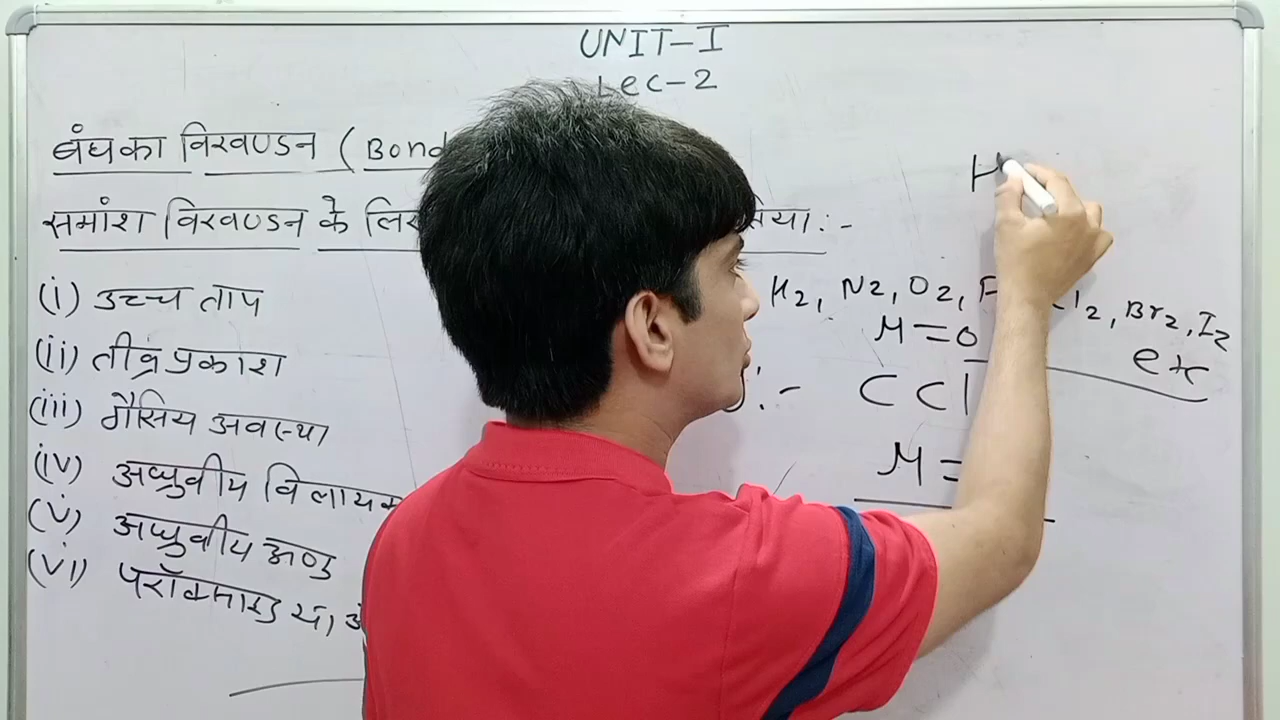 UNIT-I
Lec-2
बंध का विखण्डन (Bond
समांश विखण्डन के लिए
(i) उच्च ताप
(ii) तीव्र प्रकाश
(iii) गैसिय अवस्था
(iv) अध्रुवीय विलायक
(v) अध्रुवीय अणु
(vi) परॉक्साइड या
H
H2, N2, O2, F Cl2, Br2, I2
etc
M = 0
CCl
M =